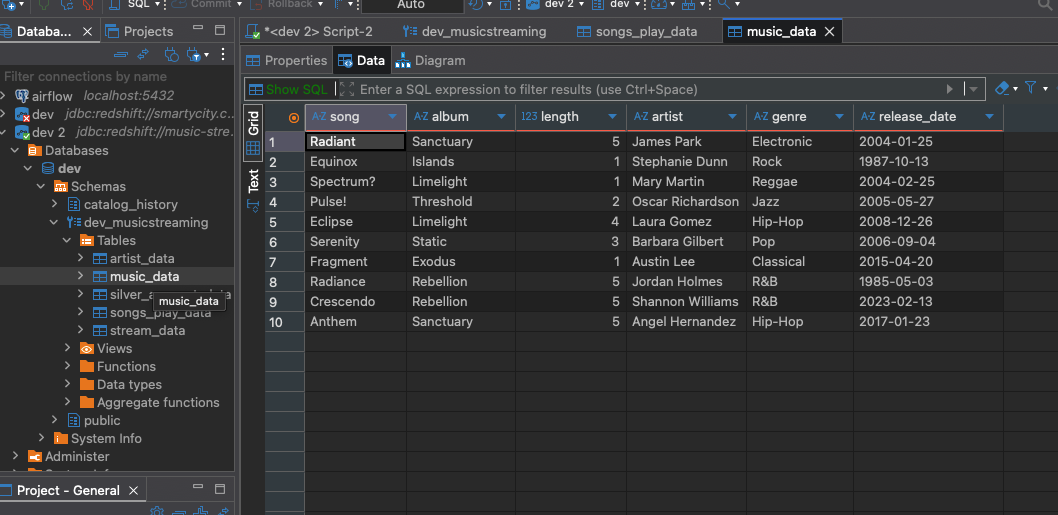 SQL Commit Rollback Auto dev 2 dev
Databa... Projects
Filter connections by name
airflow localhost:5432
dev jdbc:redshift://smartycity.c...
dev 2 jdbc:redshift://music-stre...
Databases
dev
Schemas
catalog_history
dev_musicstreaming
Tables
artist_data
music_data
music_data
songs_play_data
stream_data
Views
Functions
Data types
Aggregate functions
public
System Info
Administer
Project - General
*<dev 2> Script-2 dev_musicstreaming songs_play_data music_data
Properties Data Diagram
Show SQL Enter a SQL expression to filter results (use Ctrl+Space)
Grid
Text
A-Z song A-Z album 123 length A-Z artist A-Z genre A-Z release_date
1 Radiant Sanctuary 5 James Park Electronic 2004-01-25
2 Equinox Islands 1 Stephanie Dunn Rock 1987-10-13
3 Spectrum? Limelight 1 Mary Martin Reggae 2004-02-25
4 Pulse! Threshold 2 Oscar Richardson Jazz 2005-05-27
5 Eclipse Limelight 4 Laura Gomez Hip-Hop 2008-12-26
6 Serenity Static 3 Barbara Gilbert Pop 2006-09-04
7 Fragment Exodus 1 Austin Lee Classical 2015-04-20
8 Radiance Rebellion 5 Jordan Holmes R&B 1985-05-03
9 Crescendo Rebellion 5 Shannon Williams R&B 2023-02-13
10 Anthem Sanctuary 5 Angel Hernandez Hip-Hop 2017-01-23